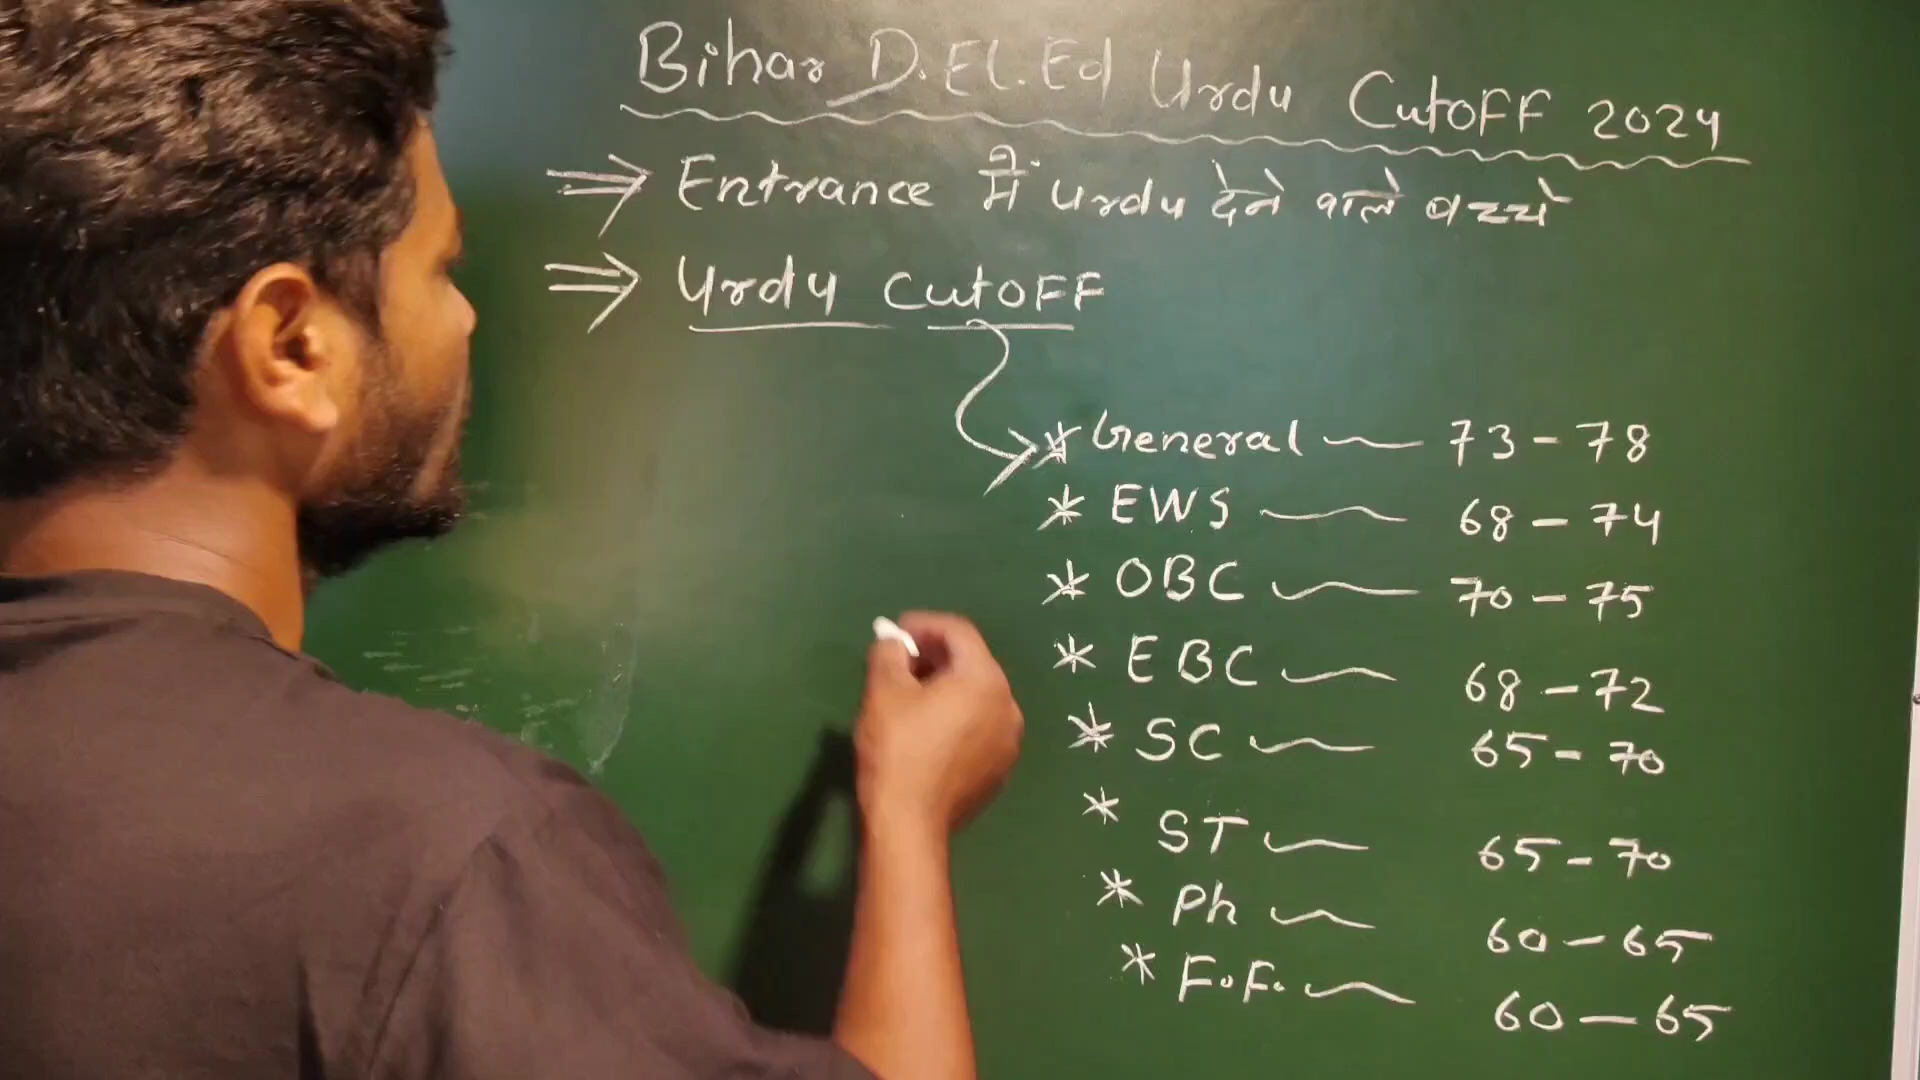 Bihar D.El.Ed Urdu CutoFF 2024
⇒ Entrance में Urdu देने वाले बच्चों
⇒ Urdu CutoFF
* General — 73 - 78
* EWS — 68 - 74
* OBC — 70 - 75
* EBC — 68 - 72
* SC — 65 - 70
* ST — 65 - 70
* Ph — 60 - 65
* F.F. — 60 - 65